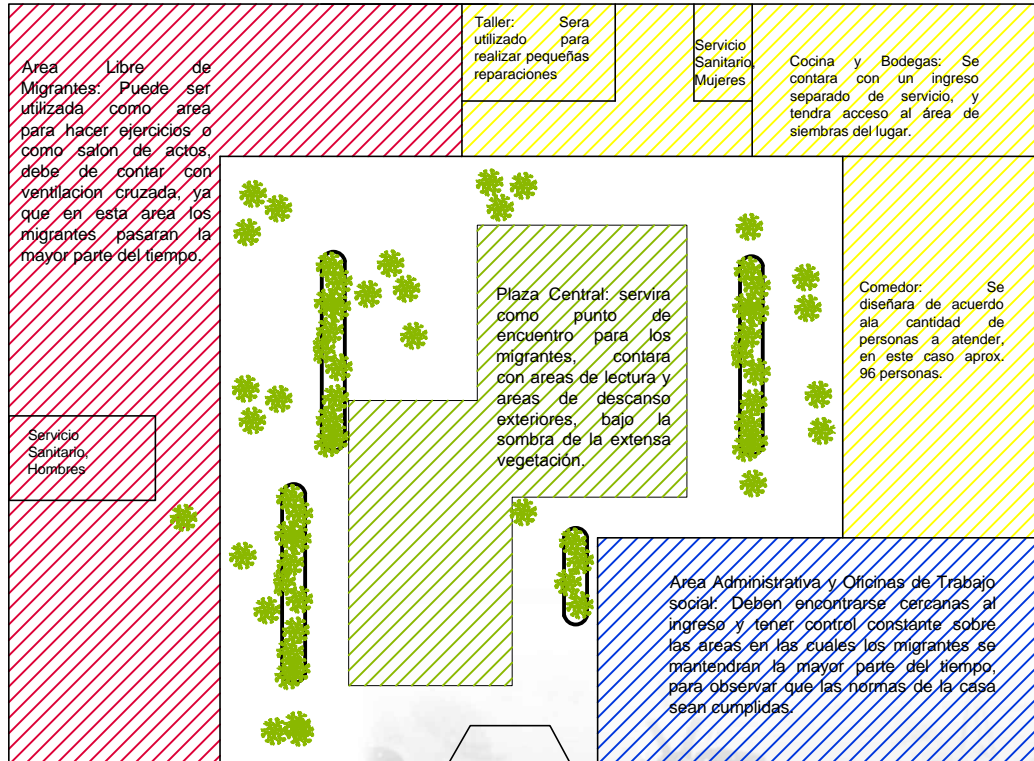 Area Libre de
Migrantes: Puede ser
utilizada como area
para hacer ejercicios o
como salon de actos,
debe de contar con
ventilacion cruzada, ya
que en esta area los
migrantes pasaran la
mayor parte del tiempo.
Taller: Sera
utilizado para
realizar pequeñas
reparaciones
Servicio
Sanitario,
Mujeres
Cocina y Bodegas: Se
contara con un ingreso
separado de servicio, y
tendra acceso al área de
siembras del lugar.
Plaza Central: servira
como punto de
encuentro para los
migrantes, contara
con areas de lectura y
areas de descanso
exteriores, bajo la
sombra de la extensa
vegetación.
Comedor: Se
diseñara de acuerdo
ala cantidad de
personas a atender,
en este caso aprox.
96 personas.
Servicio
Sanitario,
Hombres
Area Administrativa y Oficinas de Trabajo
social: Deben encontrarse cercanas al
ingreso y tener control constante sobre
las areas en las cuales los migrantes se
mantendran la mayor parte del tiempo,
para observar que las normas de la casa
sean cumplidas.